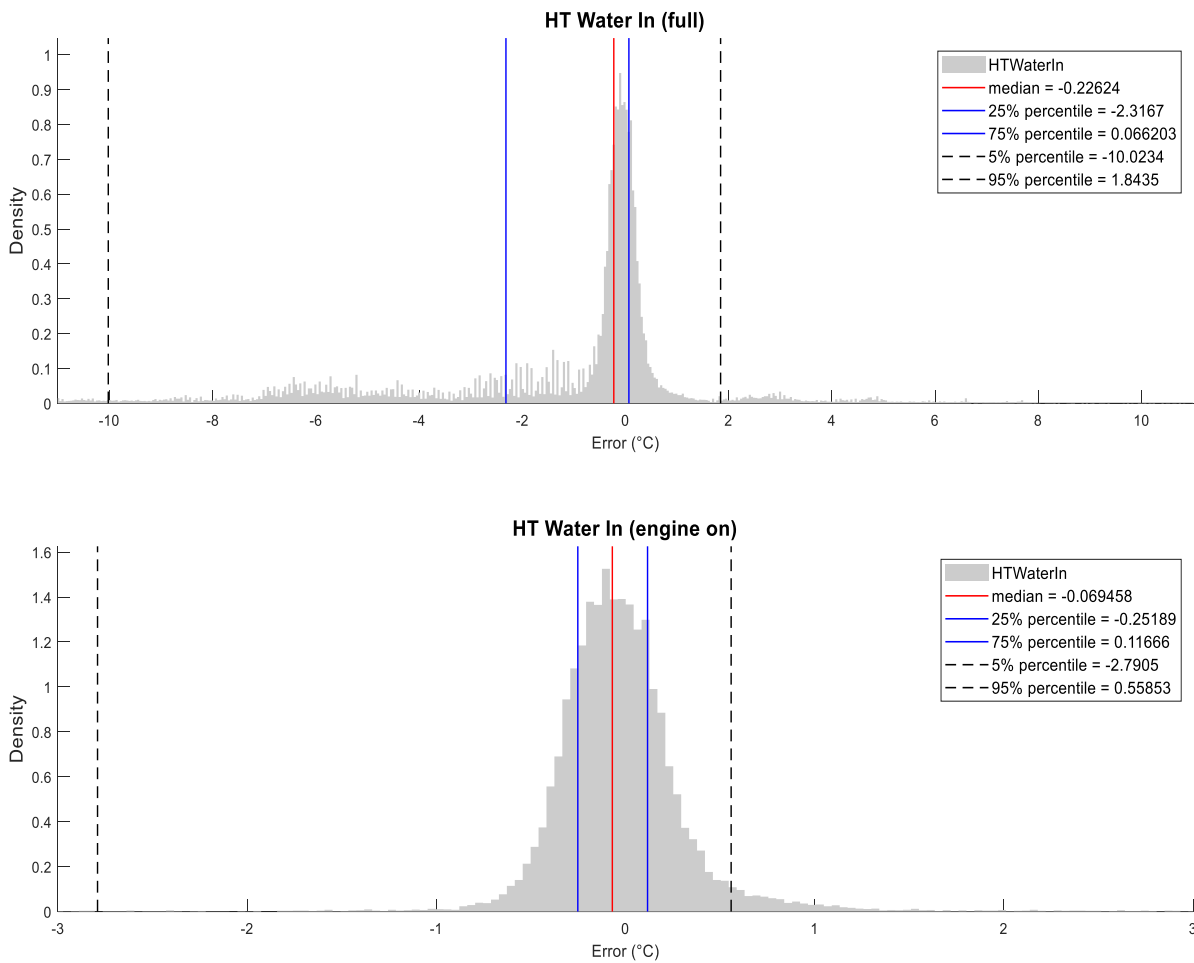 HT Water In (full)
1
0.9
0.8
0.7
0.6
0.5
0.4
0.3
0.2
0.1
0
Density
-10 -8 -6 -4 -2 0 2 4 6 8 10
Error (°C)
HTWaterIn
median = -0.22624
25% percentile = -2.3167
75% percentile = 0.066203
5% percentile = -10.0234
95% percentile = 1.8435
HT Water In (engine on)
1.6
1.4
1.2
1
0.8
0.6
0.4
0.2
0
Density
-3 -2 -1 0 1 2 3
Error (°C)
HTWaterIn
median = -0.069458
25% percentile = -0.25189
75% percentile = 0.11666
5% percentile = -2.7905
95% percentile = 0.55853